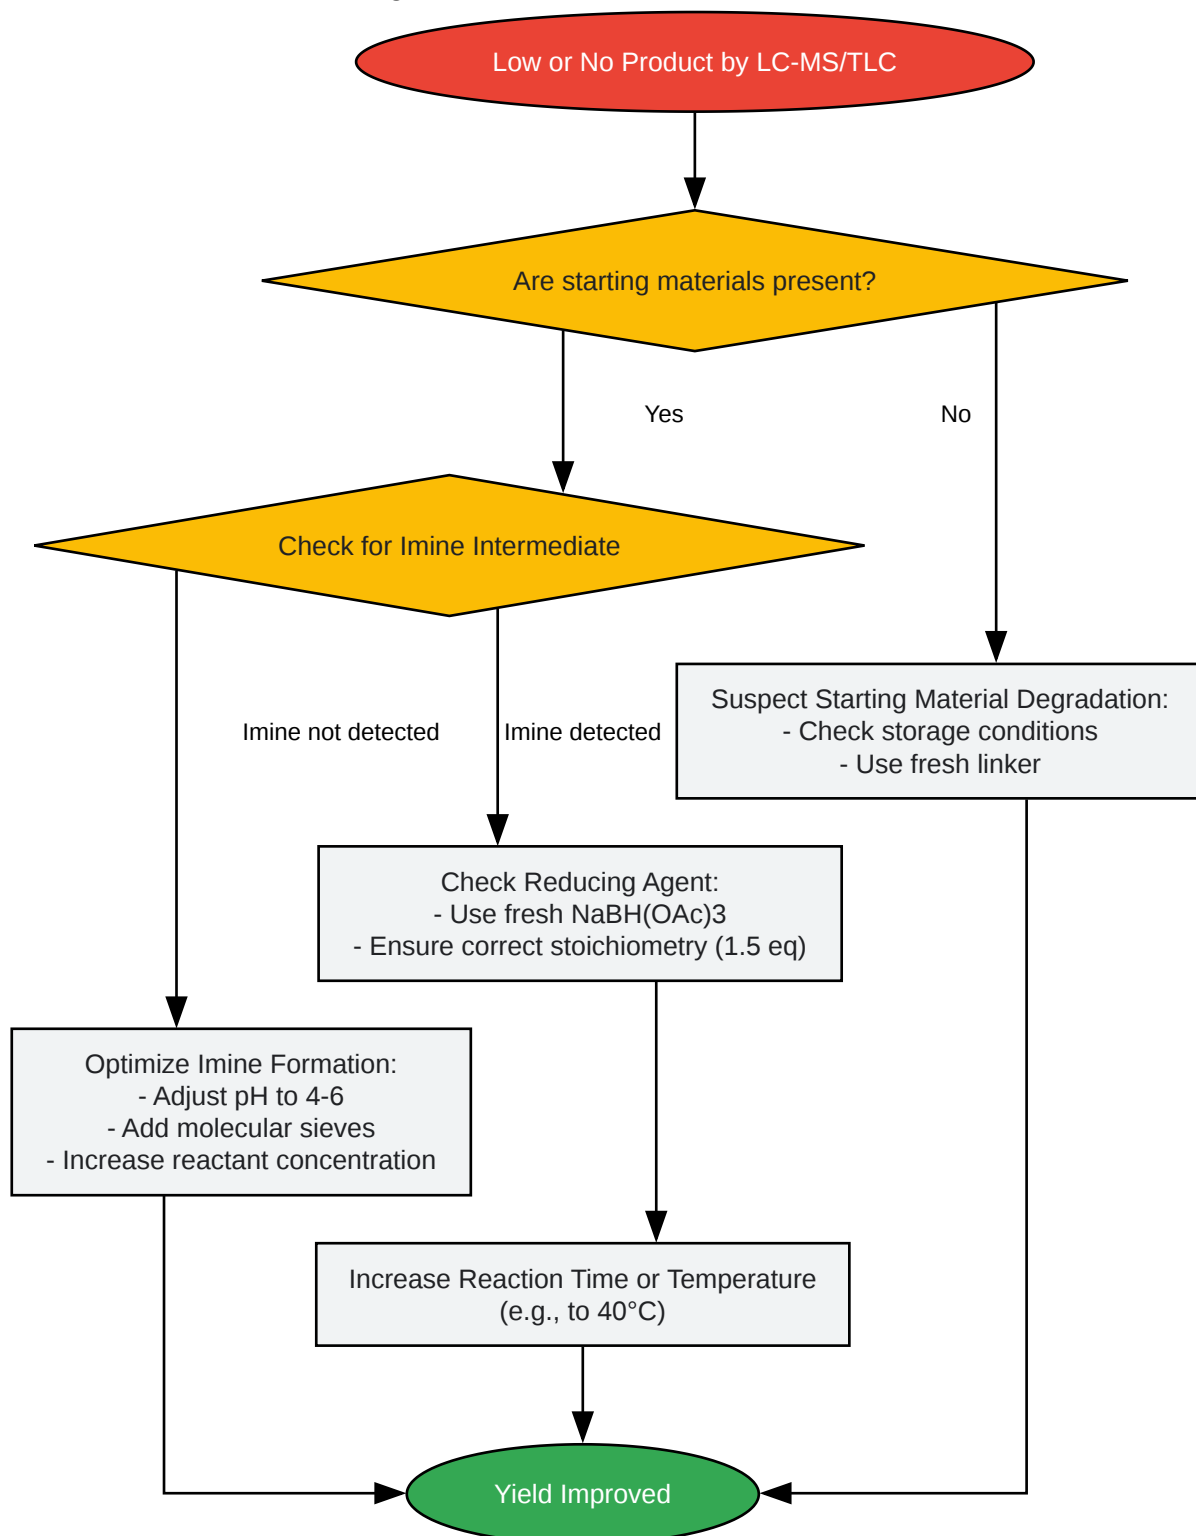 Low or No Product by LC-MS/TLC
Are starting materials present?
Yes
No
Check for Imine Intermediate
Suspect Starting Material Degradation:
- Check storage conditions
- Use fresh linker
Imine not detected
Imine detected
Check Reducing Agent:
- Use fresh NaBH(OAc)3
- Ensure correct stoichiometry (1.5 eq)
Optimize Imine Formation:
- Adjust pH to 4-6
- Add molecular sieves
- Increase reactant concentration
Increase Reaction Time or Temperature
(e.g., to 40°C)
Yield Improved